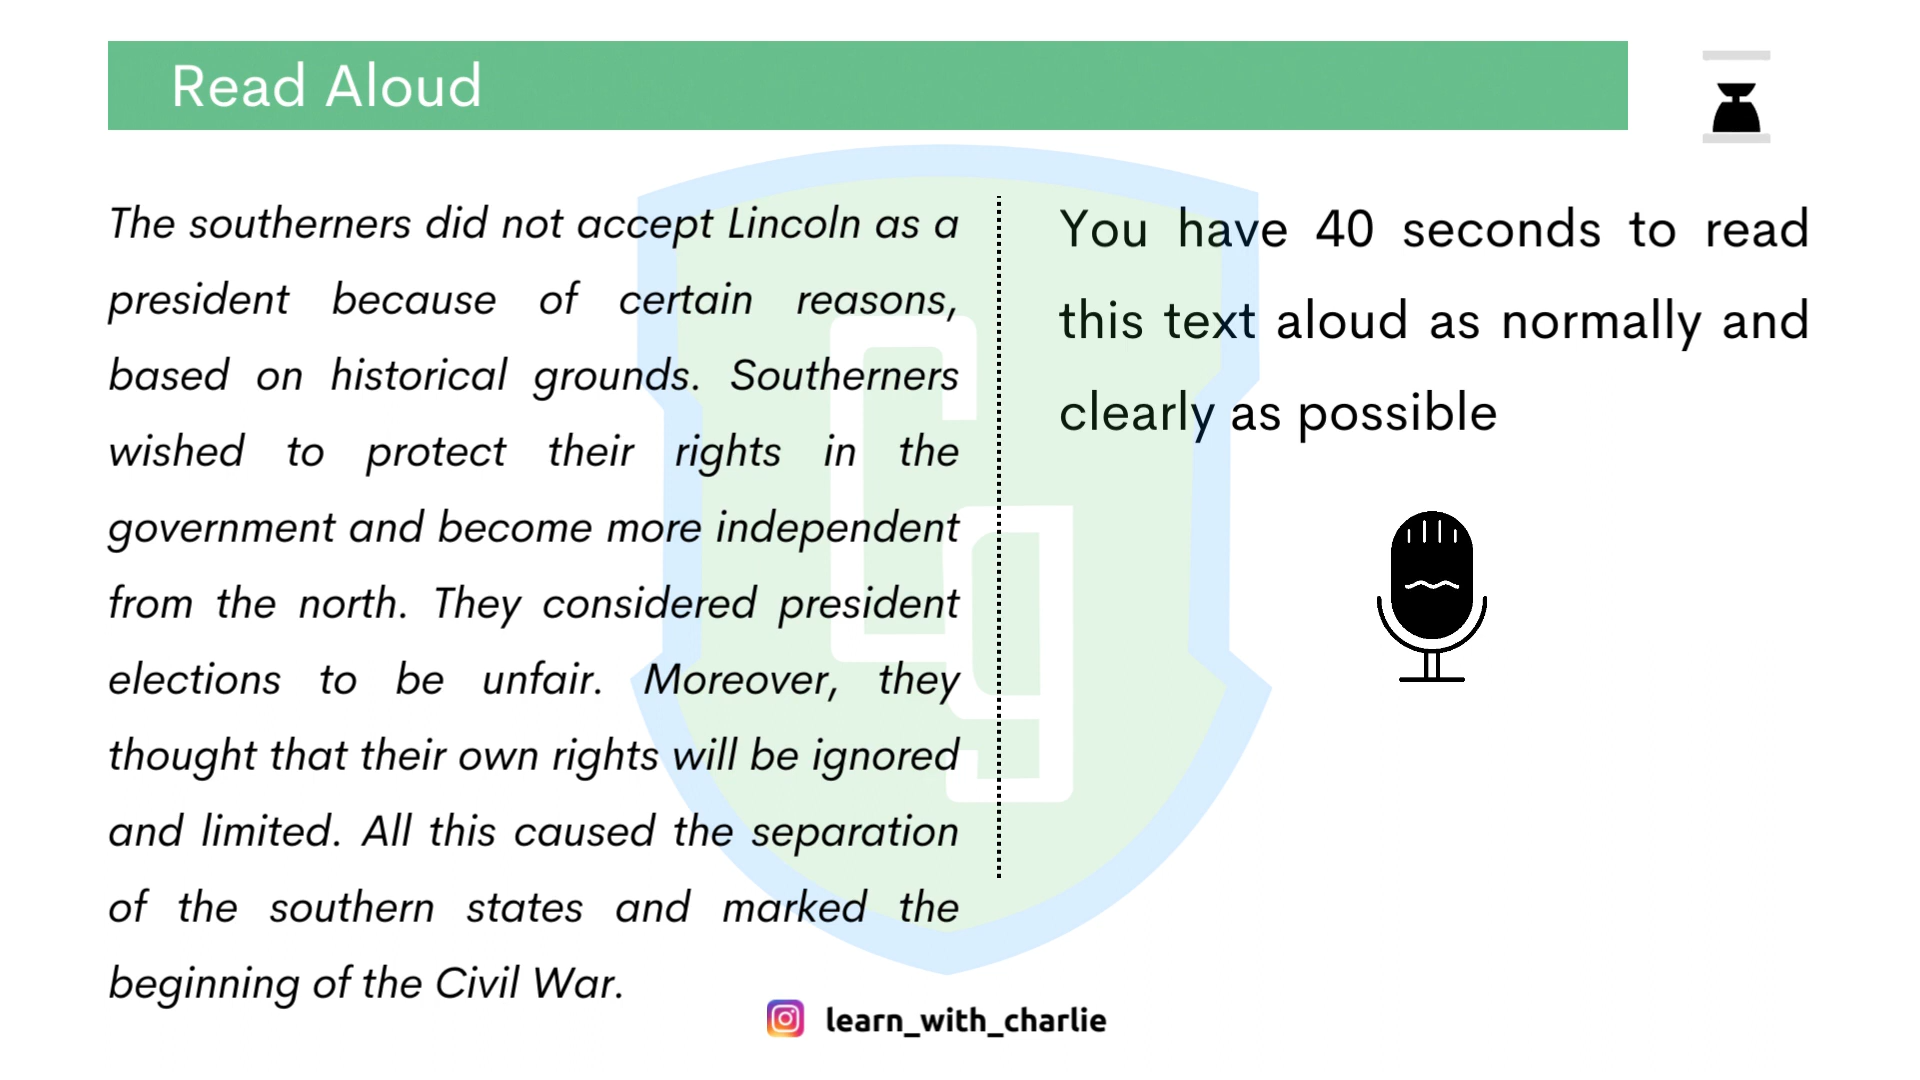 Read Aloud
The southerners did not accept Lincoln as a
president because of certain reasons,
based on historical grounds. Southerners
wished to protect their rights in the
government and become more independent
from the north. They considered president
elections to be unfair. Moreover, they
thought that their own rights will be ignored
and limited. All this caused the separation
of the southern states and marked the
beginning of the Civil War.
You have 40 seconds to read
this text aloud as normally and
clearly as possible
Cg
learn_with_charlie